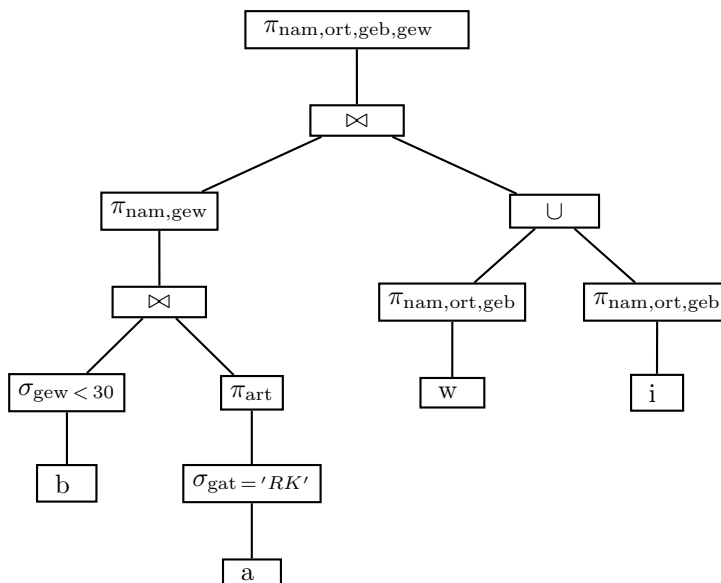 π nam,ort,geb,gew
⋈
π nam,gew
∪
⋈
π nam,ort,geb
π nam,ort,geb
σ gew < 30
π art
w
i
b
σ gat = 'RK'
a